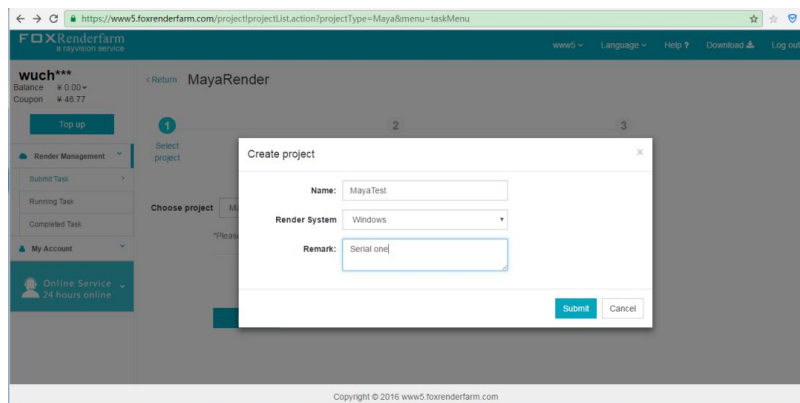 https://www5.foxrenderfarm.com/project!projectList.action?projectType=Maya&menu=taskMenu
FOXRenderfarm
a rayvision service
www5
Language
Help ?
Download
Log out
wuch***
Balance ¥ 0.00
Coupon ¥ 48.77
Top up
Render Management
Submit Task
Running Task
Completed Task
My Account
Online Service
24 hours online
‹ Return MayaRender
1
2
3
Select
project
Choose project
*Please
Create project
×
Name: MayaTest
Render System Windows
Remark: Serial one
Submit
Cancel
Copyright © 2016 www5.foxrenderfarm.com